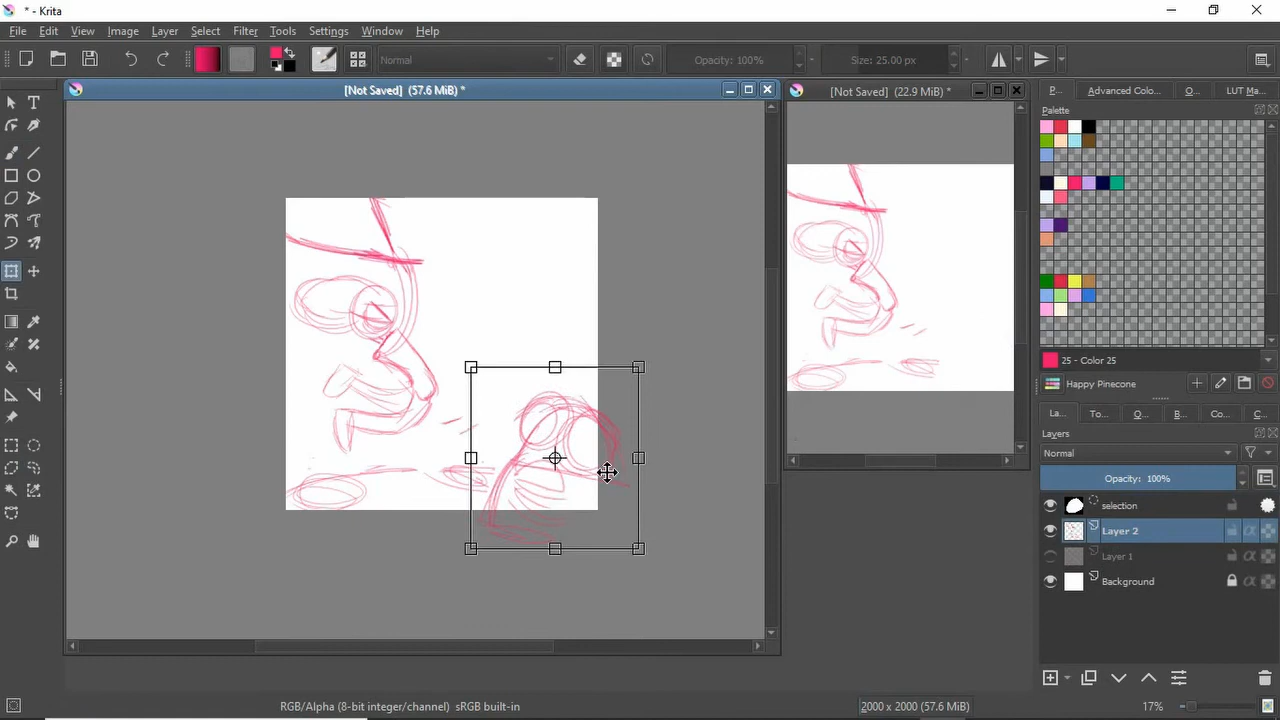 * - Krita
File Edit View Image Layer Select Filter Tools Settings Window Help
Normal Opacity: 100% Size: 25.00 px
[Not Saved] (57.6 MiB) *
[Not Saved] (22.9 MiB) *
P... Advanced Colo... O... LUT Ma...
Palette
25 - Color 25
Happy Pinecone
La... To... O... B... Co... C...
Layers
Normal
Opacity: 100%
selection
Layer 2
Layer 1
Background
RGB/Alpha (8-bit integer/channel) sRGB built-in
2000 x 2000 (57.6 MiB)
17%